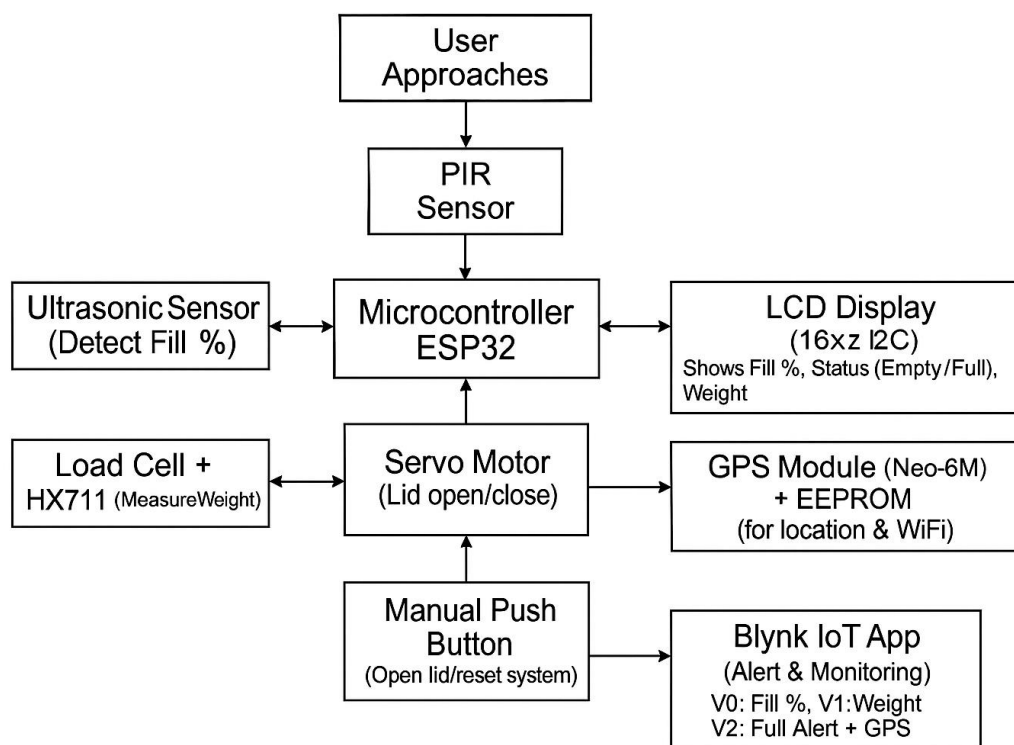 User
Approaches
PIR
Sensor
Ultrasonic Sensor
(Detect Fill %)
Microcontroller
ESP32
LCD Display
(16xz I2C)
Shows Fill %, Status (Empty/Full),
Weight
Load Cell +
HX711 (MeasureWeight)
Servo Motor
(Lid open/close)
GPS Module (Neo-6M)
+ EEPROM
(for location & WiFi)
Manual Push
Button
(Open lid/reset system)
Blynk IoT App
(Alert & Monitoring)
V0: Fill %, V1:Weight
V2: Full Alert + GPS